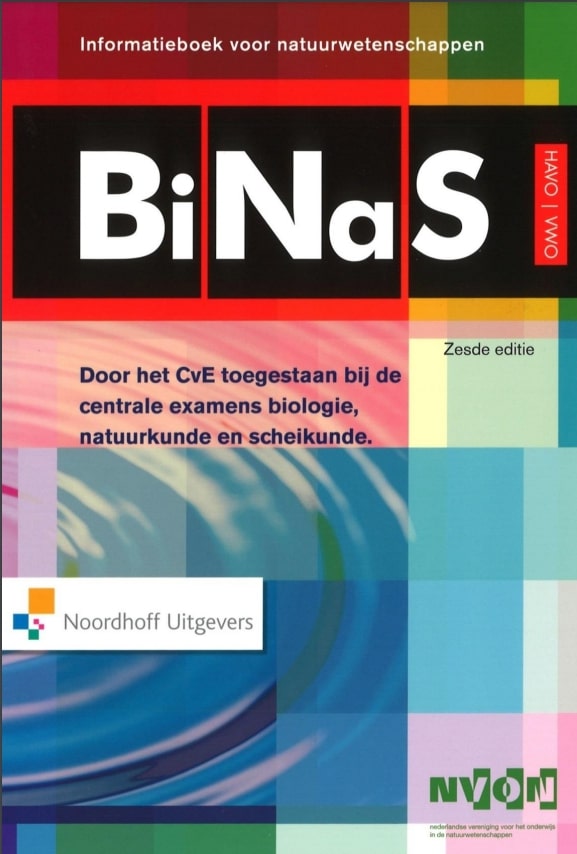 Informatieboek voor natuurwetenschappen
BiNaS
HAVO | VWO
Zesde editie
Door het CvE toegestaan bij de
centrale examens biologie,
natuurkunde en scheikunde.
Noordhoff Uitgevers
NVON
nederlandse vereniging voor het onderwijs
in de natuurwetenschappen